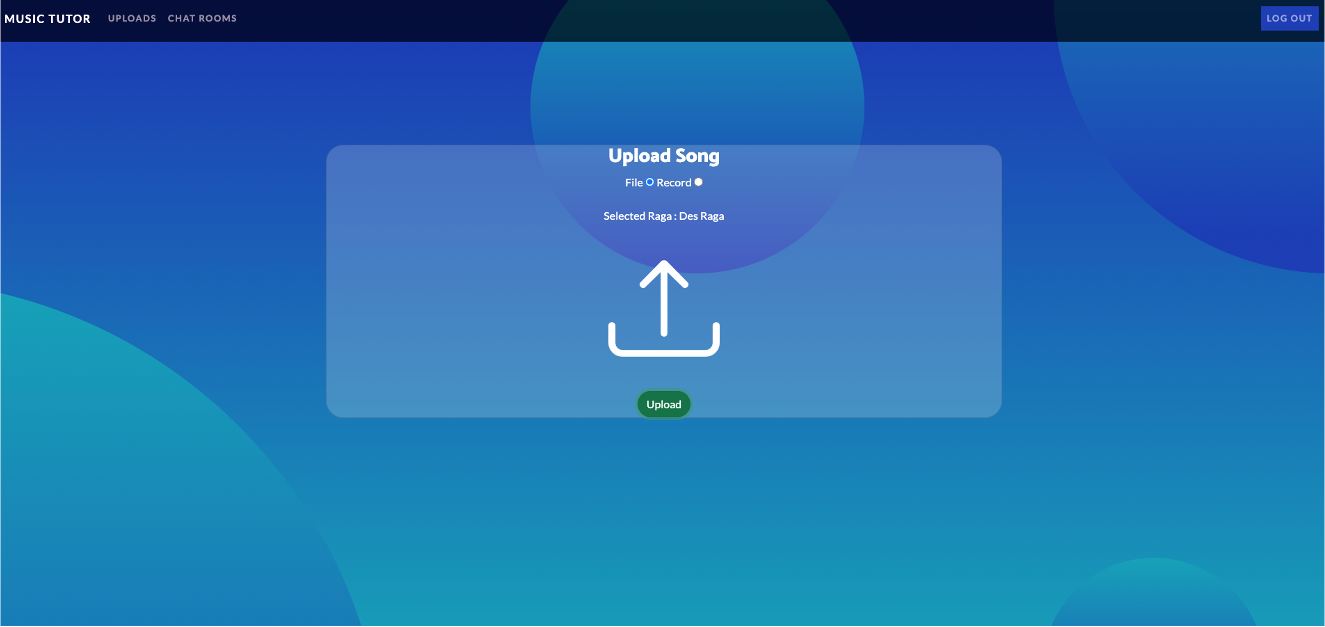 MUSIC TUTOR UPLOADS CHAT ROOMS LOG OUT
Upload Song
File Record
Selected Raga : Des Raga
Upload